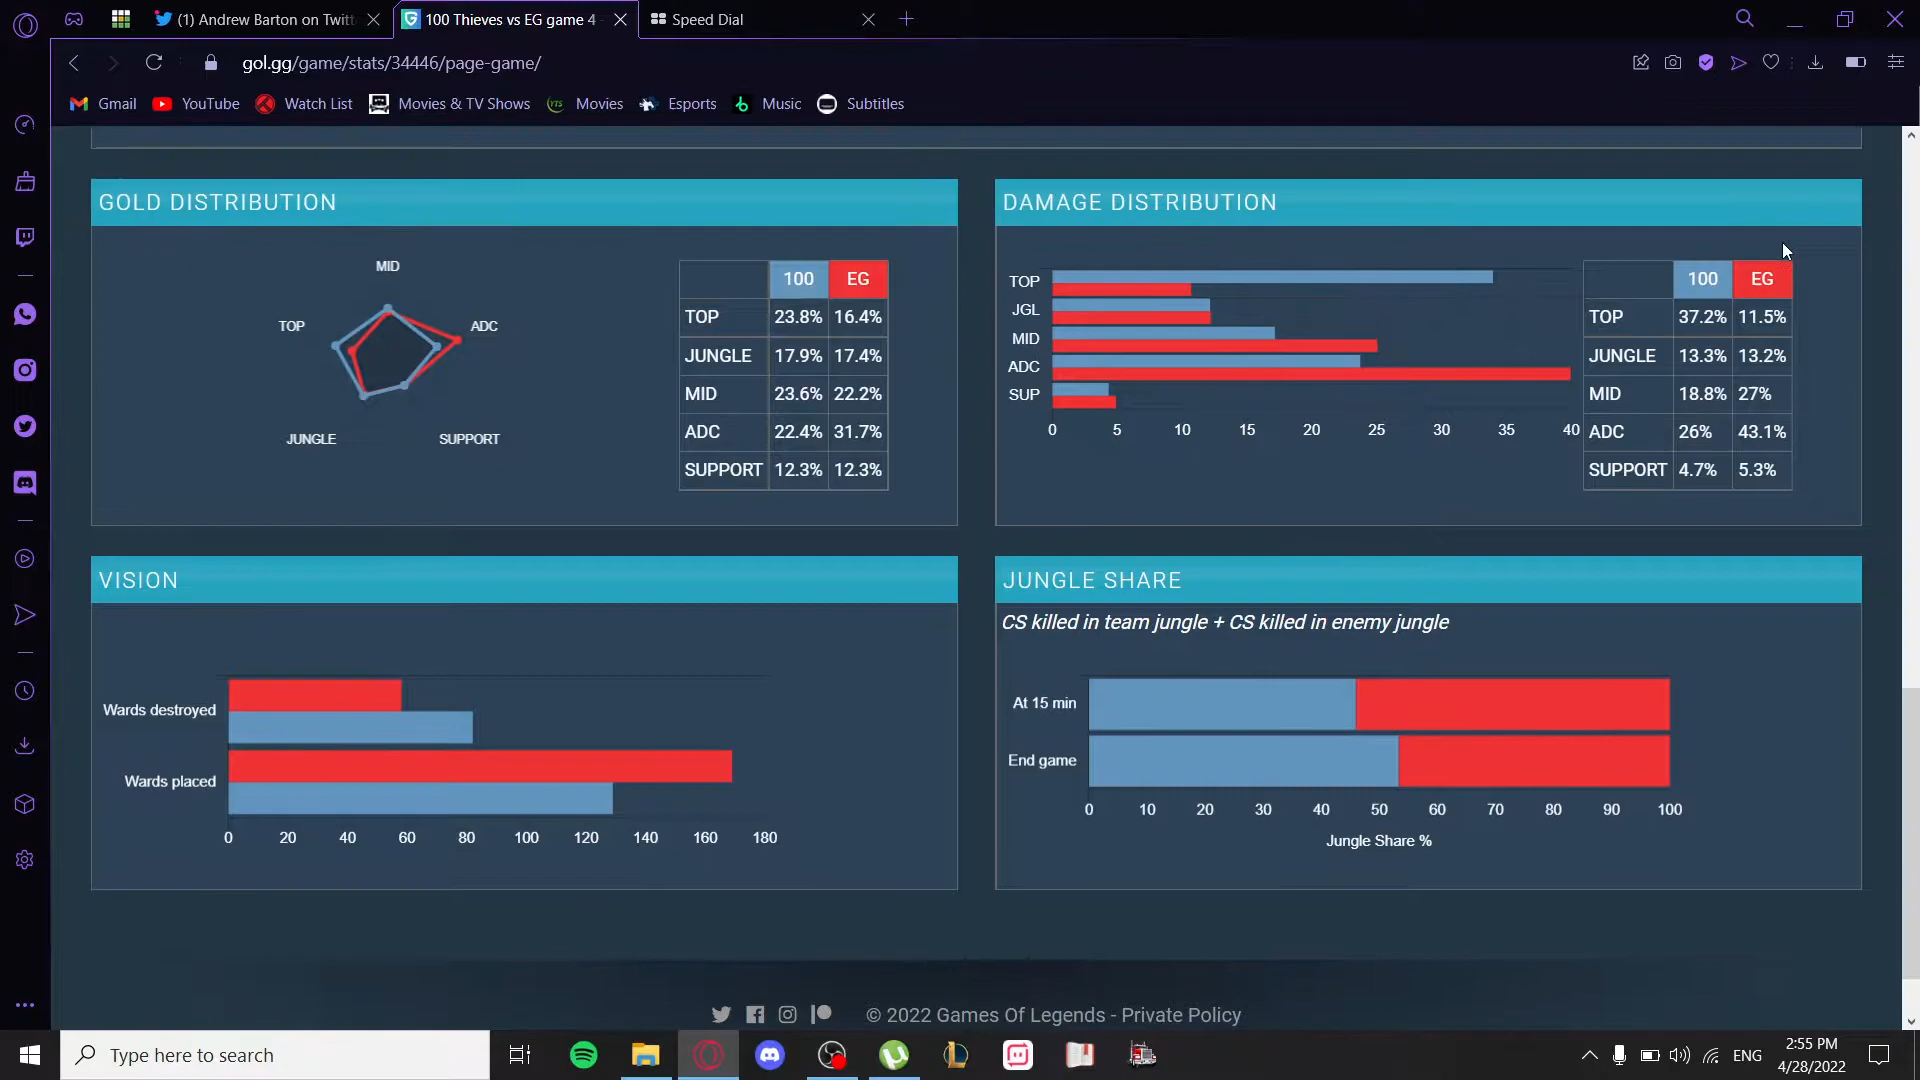 (1) Andrew Barton on Twitt
100 Thieves vs EG game 4
Speed Dial
gol.gg/game/stats/34446/page-game/
Gmail
YouTube
Watch List
Movies & TV Shows
Movies
Esports
Music
Subtitles
GOLD DISTRIBUTION
MID
TOP
ADC
JUNGLE
SUPPORT
100 EG
TOP 23.8% 16.4%
JUNGLE 17.9% 17.4%
MID 23.6% 22.2%
ADC 22.4% 31.7%
SUPPORT 12.3% 12.3%
DAMAGE DISTRIBUTION
TOP
JGL
MID
ADC
SUP
0 5 10 15 20 25 30 35 40
100 EG
TOP 37.2% 11.5%
JUNGLE 13.3% 13.2%
MID 18.8% 27%
ADC 26% 43.1%
SUPPORT 4.7% 5.3%
VISION
Wards destroyed
Wards placed
0 20 40 60 80 100 120 140 160 180
JUNGLE SHARE
CS killed in team jungle + CS killed in enemy jungle
At 15 min
End game
0 10 20 30 40 50 60 70 80 90 100
Jungle Share %
© 2022 Games Of Legends - Private Policy
Type here to search
ENG
2:55 PM
4/28/2022